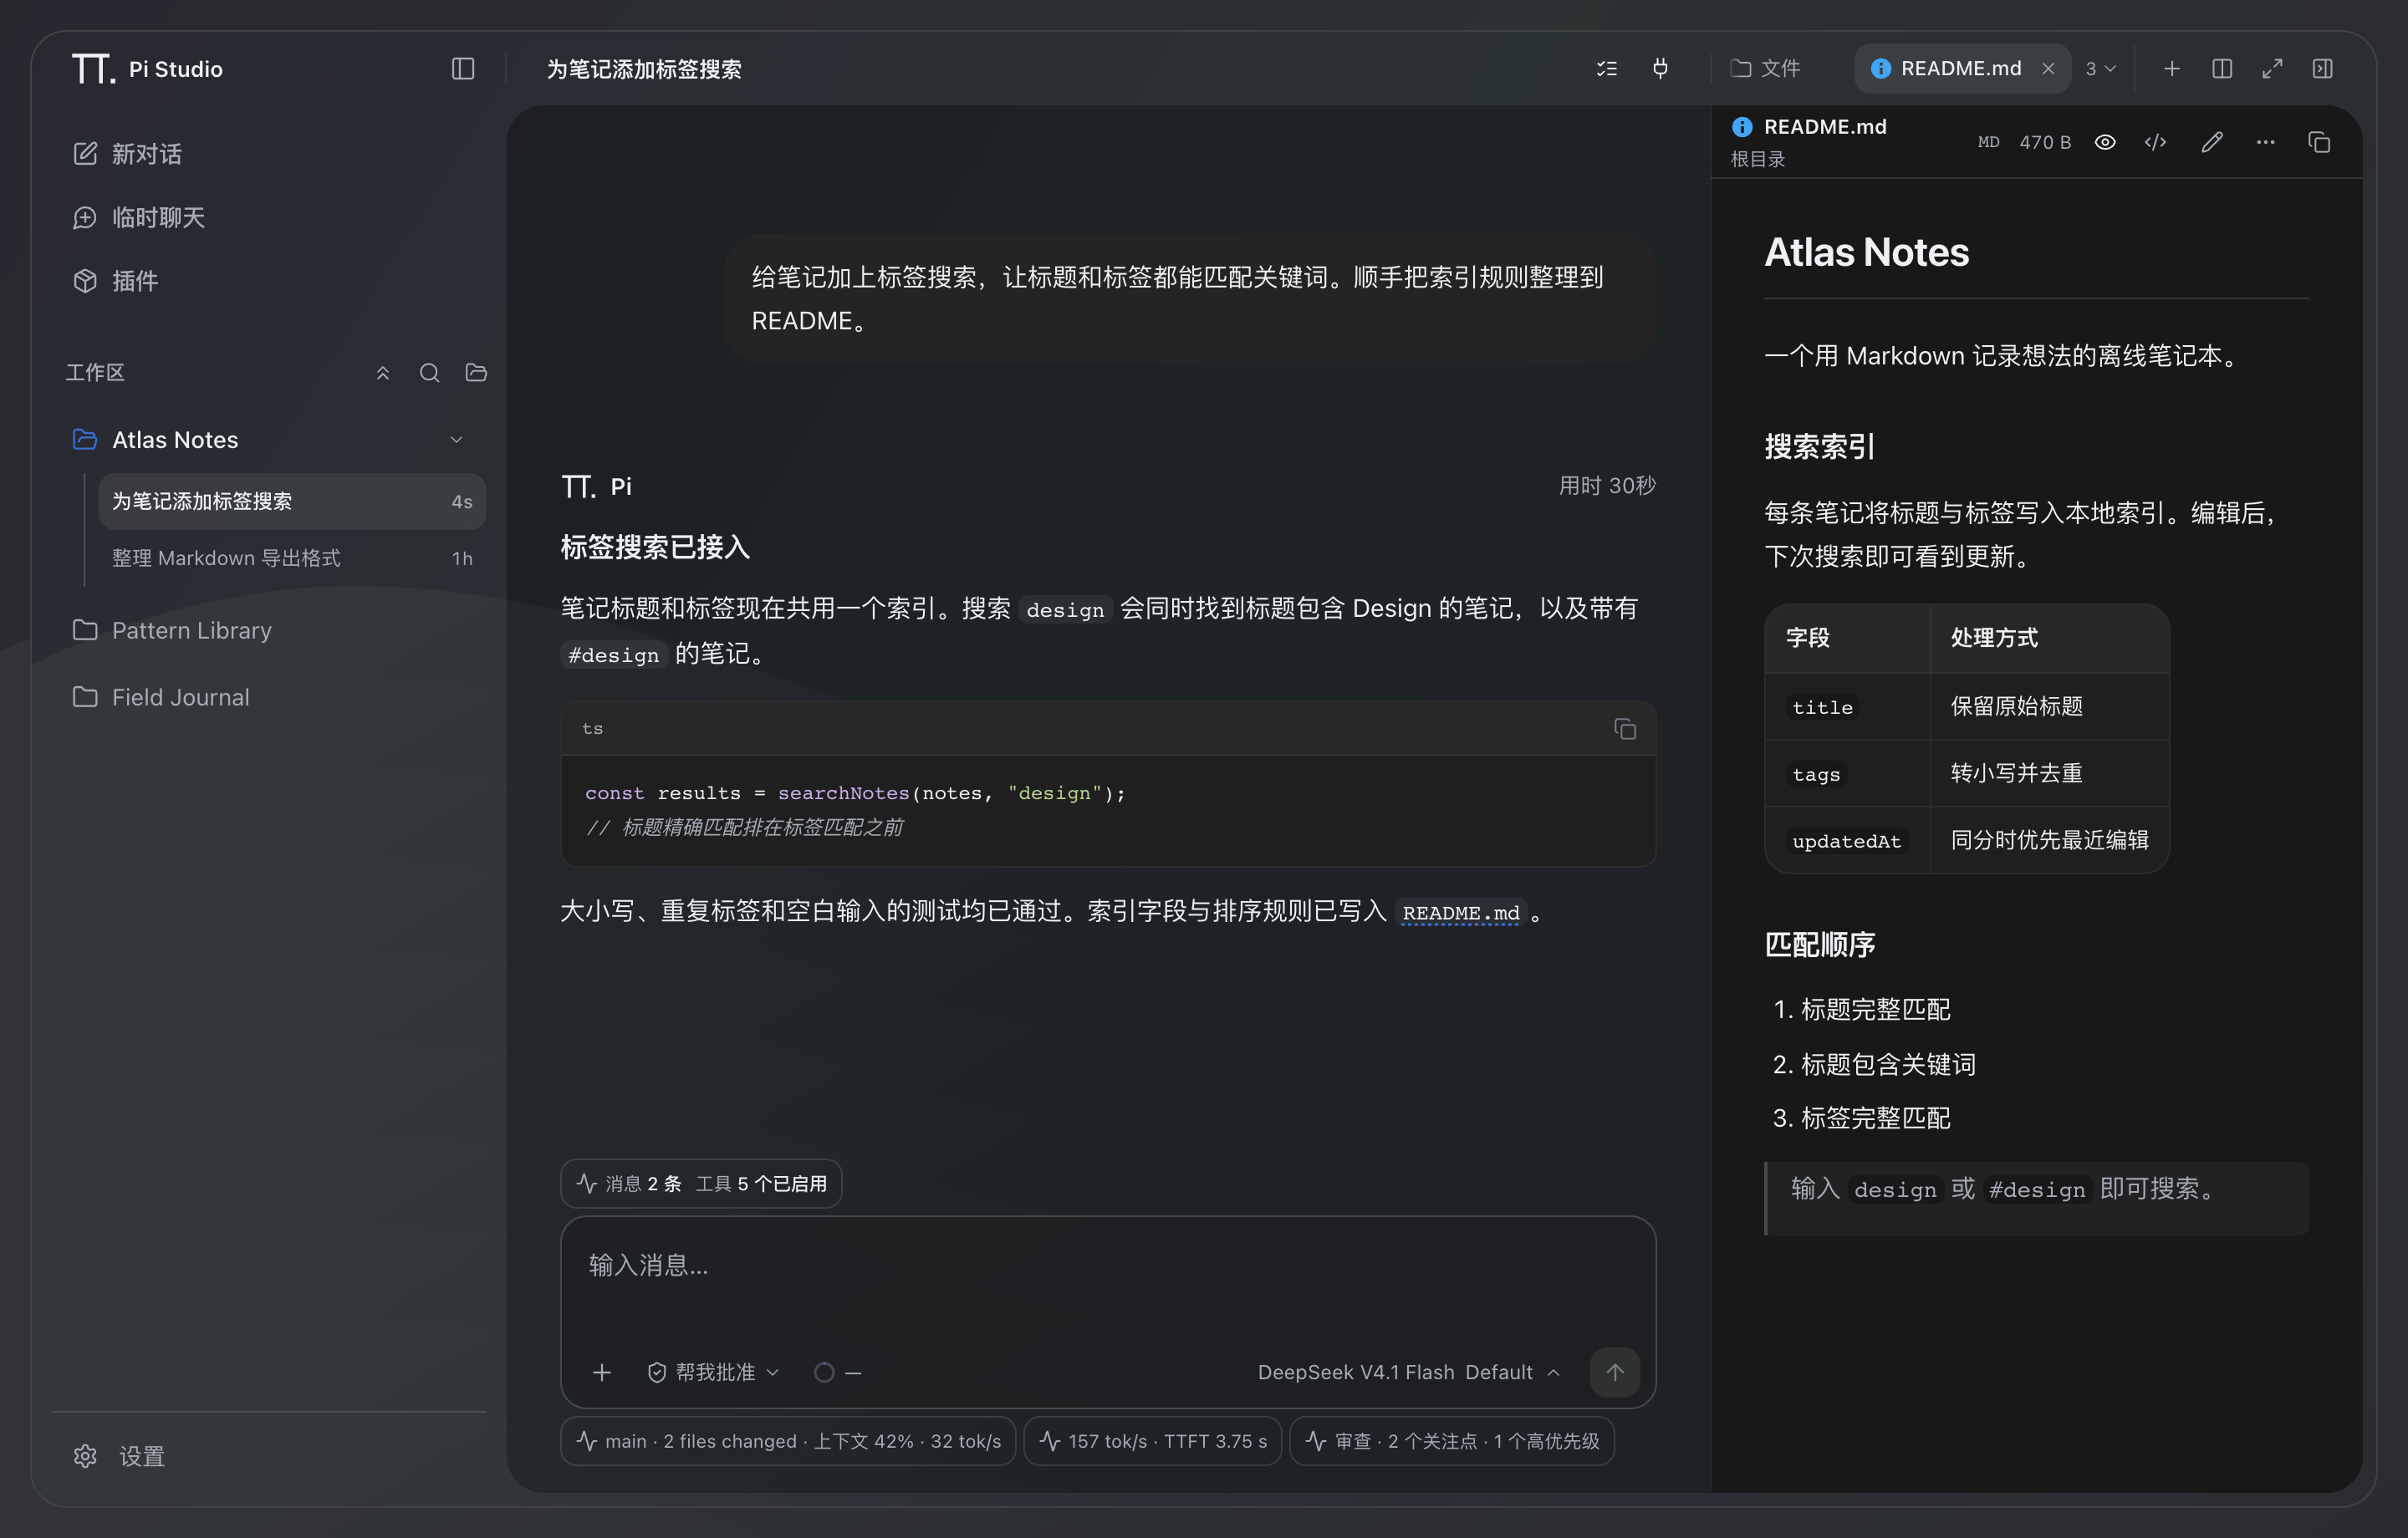 Pi Studio
新对话
临时聊天
插件
工作区
Atlas Notes
为笔记添加标签搜索 4s
整理 Markdown 导出格式 1h
Pattern Library
Field Journal
设置
为笔记添加标签搜索
给笔记加上标签搜索，让标题和标签都能匹配关键词。顺手把索引规则整理到
README。
Pi 用时 30秒
标签搜索已接入
笔记标题和标签现在共用一个索引。搜索 design 会同时找到标题包含 Design 的笔记，以及带有
#design 的笔记。
ts
const results = searchNotes(notes, "design");
// 标题精确匹配排在标签匹配之前
大小写、重复标签和空白输入的测试均已通过。索引字段与排序规则已写入 README.md 。
消息 2 条 工具 5 个已启用
输入消息...
帮我批准 — DeepSeek V4.1 Flash Default
main · 2 files changed · 上下文 42% · 32 tok/s
157 tok/s · TTFT 3.75 s
审查 · 2 个关注点 · 1 个高优先级
文件 README.md 3
README.md
根目录
MD 470 B
Atlas Notes
一个用 Markdown 记录想法的离线笔记本。
搜索索引
每条笔记将标题与标签写入本地索引。编辑后，
下次搜索即可看到更新。
字段 处理方式
title 保留原始标题
tags 转小写并去重
updatedAt 同分时优先最近编辑
匹配顺序
1. 标题完整匹配
2. 标题包含关键词
3. 标签完整匹配
输入 design 或 #design 即可搜索。